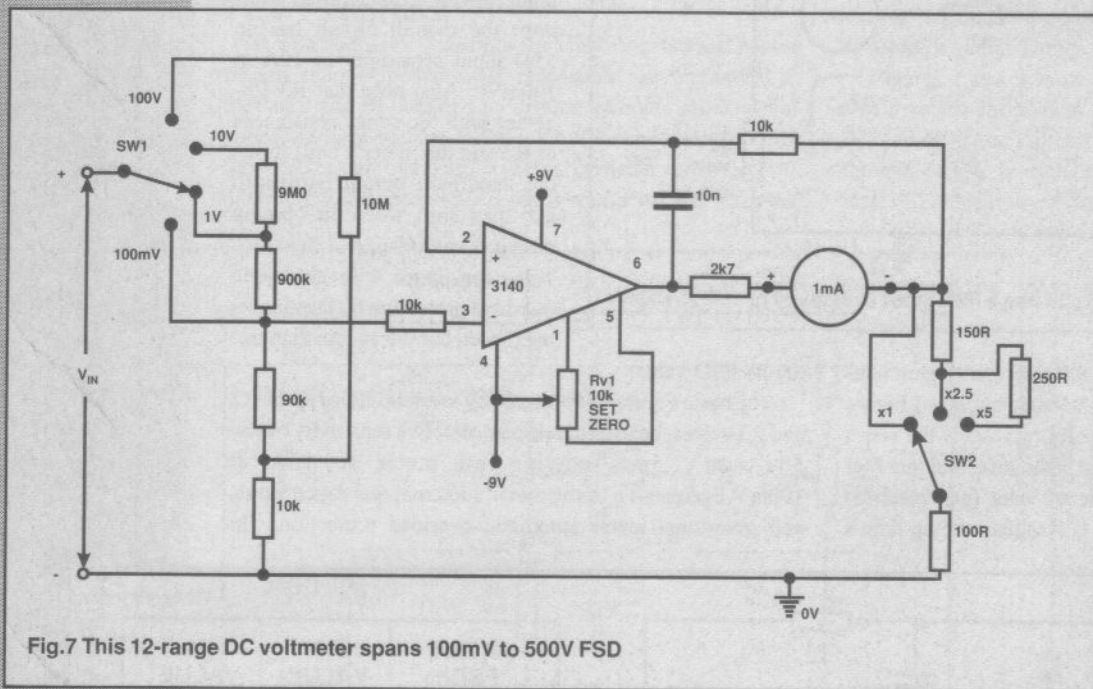 100V
SW1
10V
+
1V
9M0
10M
100mV
900k
10k
90k
10k
VIN
-
+9V
10k
10n
2
7
+
3140
6
3
4
1
5
2k7
+
1mA
-
Rv1
10k
SET
ZERO
-9V
150R
x2.5
250R
x1
x5
SW2
100R
0V
Fig.7 This 12-range DC voltmeter spans 100mV to 500V FSD